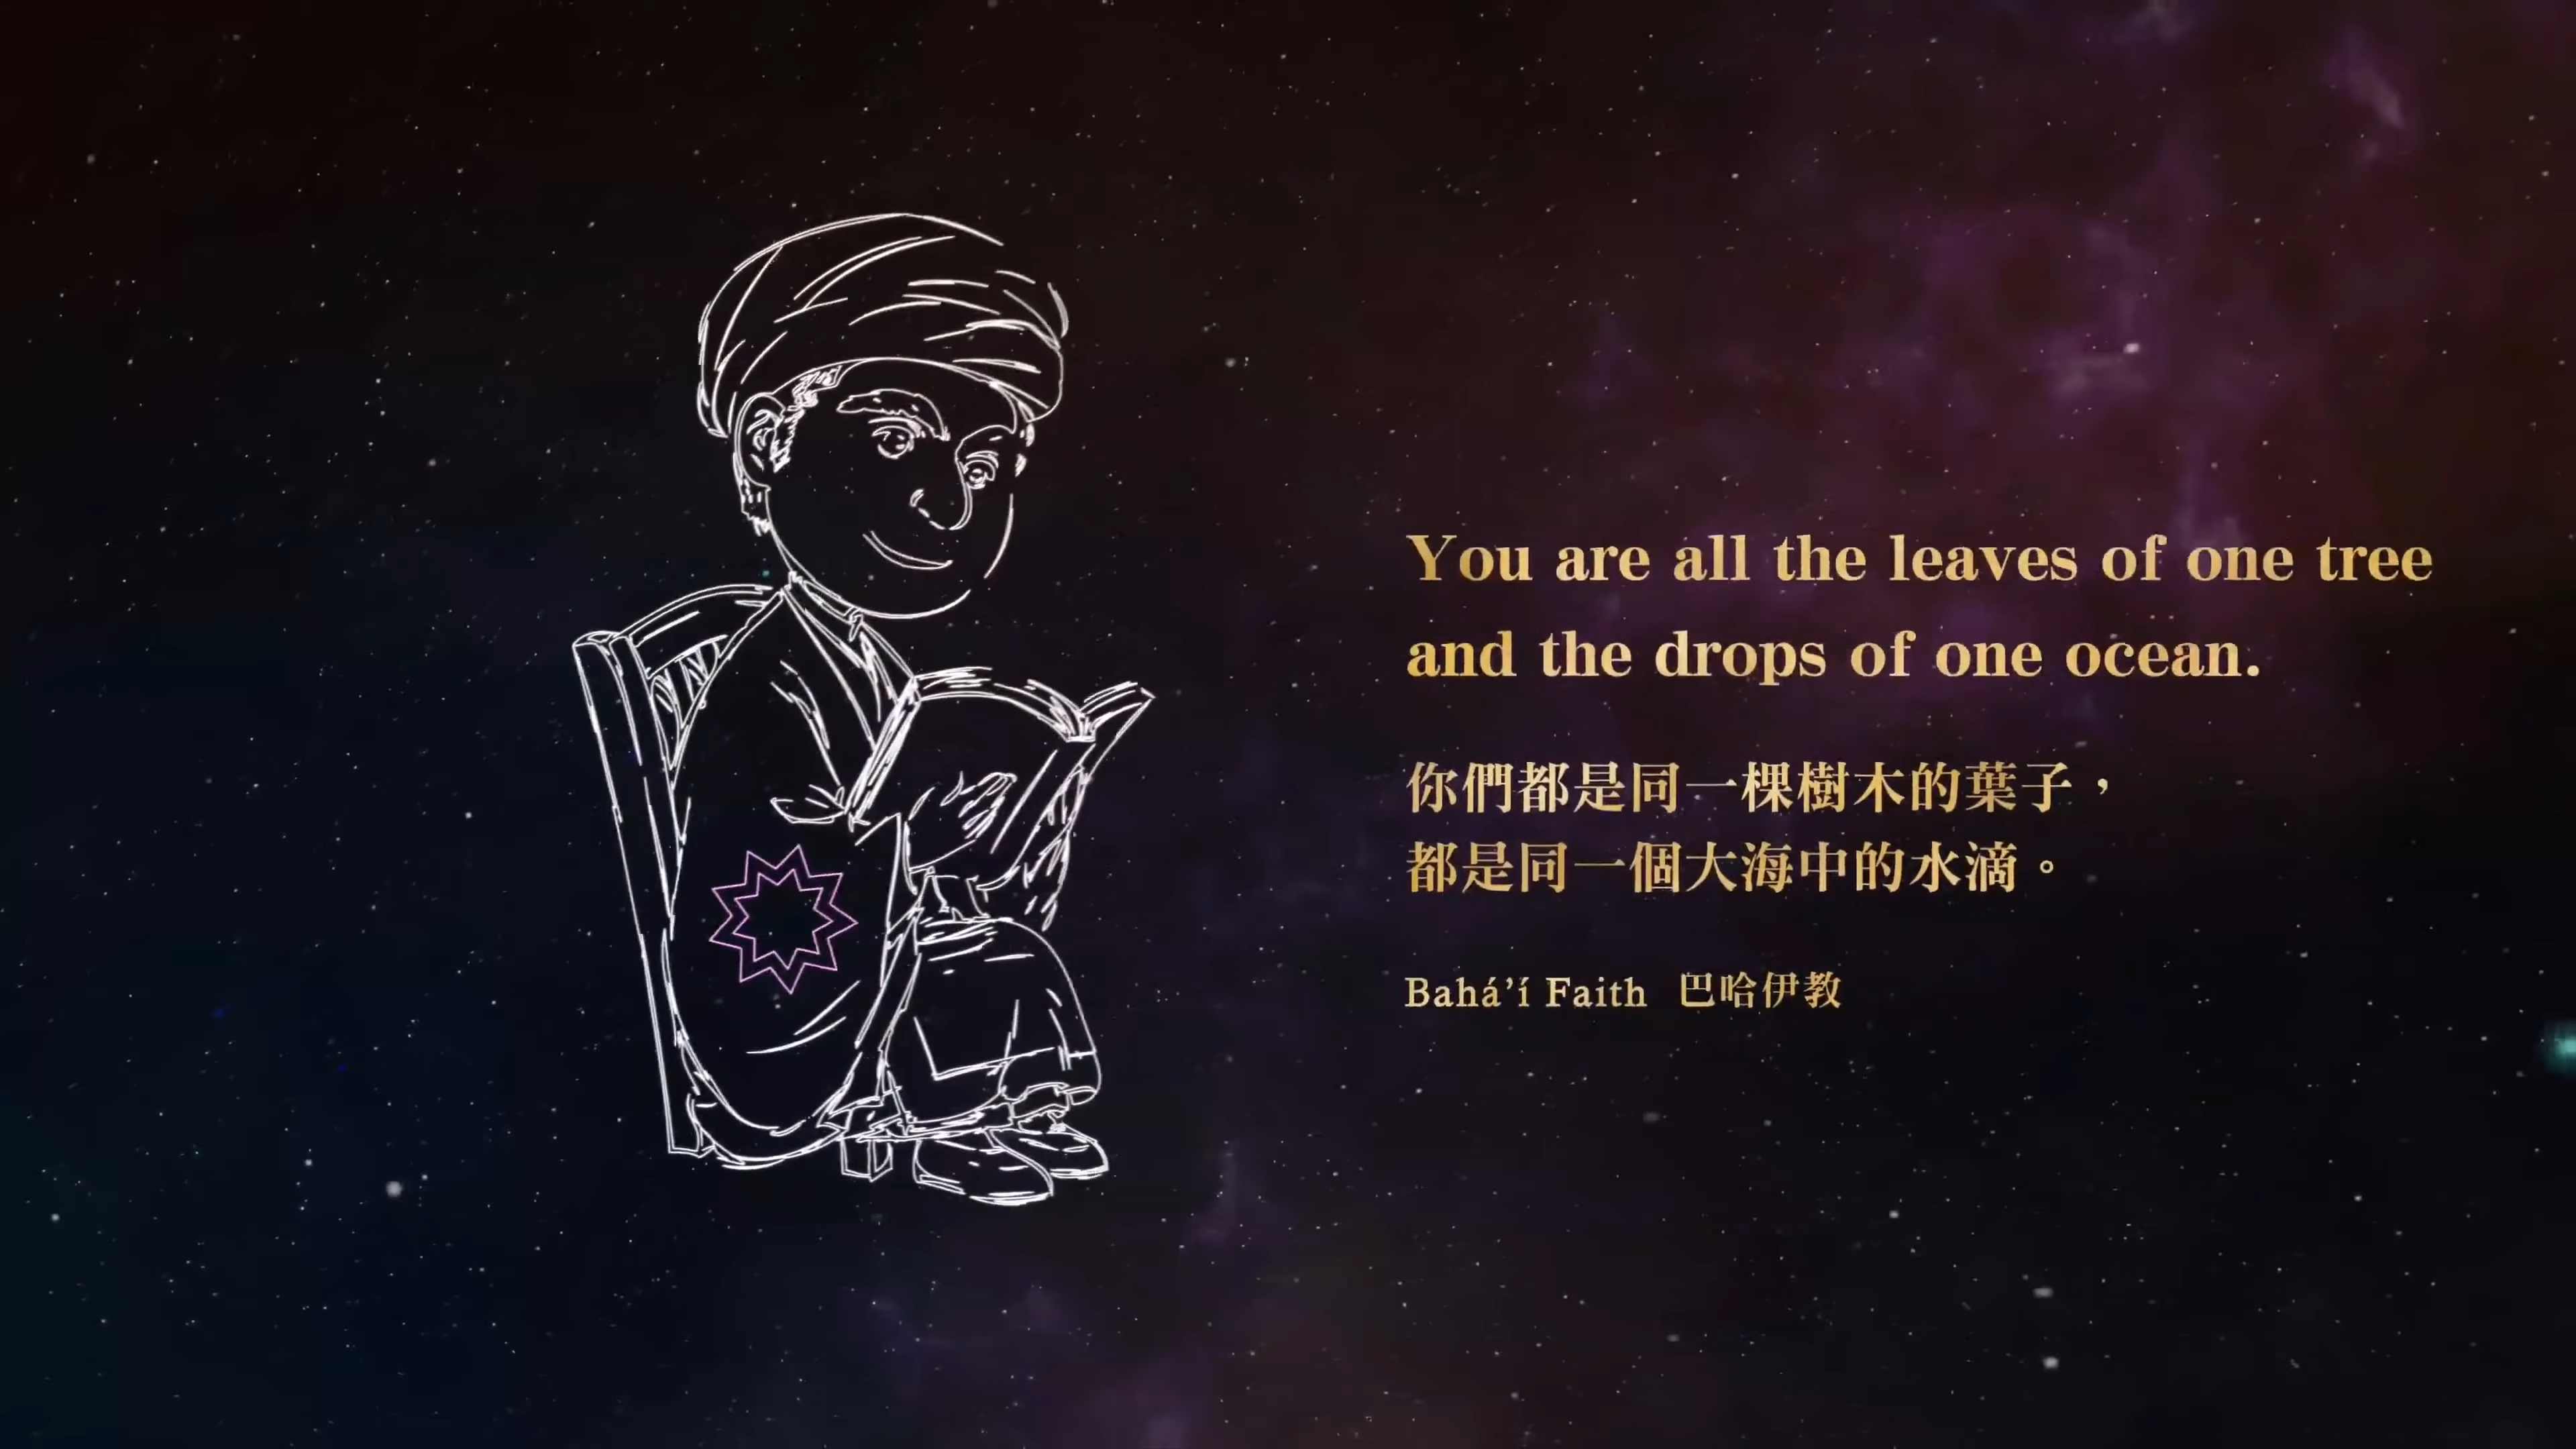 You are all the leaves of one tree
and the drops of one ocean.
你們都是同一棵樹木的葉子，
都是同一個大海中的水滴。
Bahá’í Faith 巴哈伊教